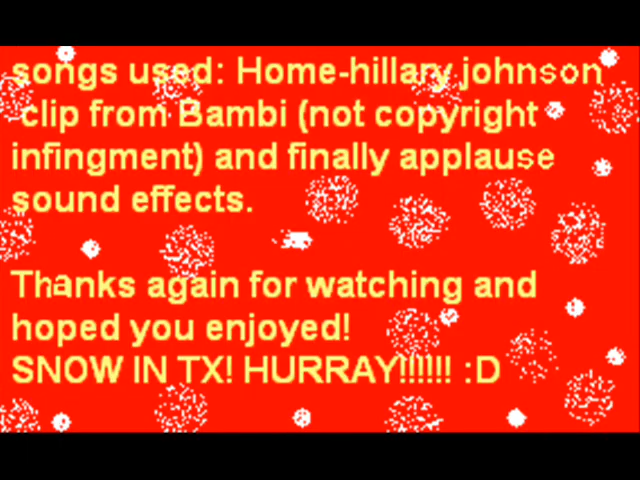 songs used: Home-hillary johnson
clip from Bambi (not copyright
infingment) and finally applause
sound effects.
Thanks again for watching and
hoped you enjoyed!
SNOW IN TX! HURRAY!!!!!! :D